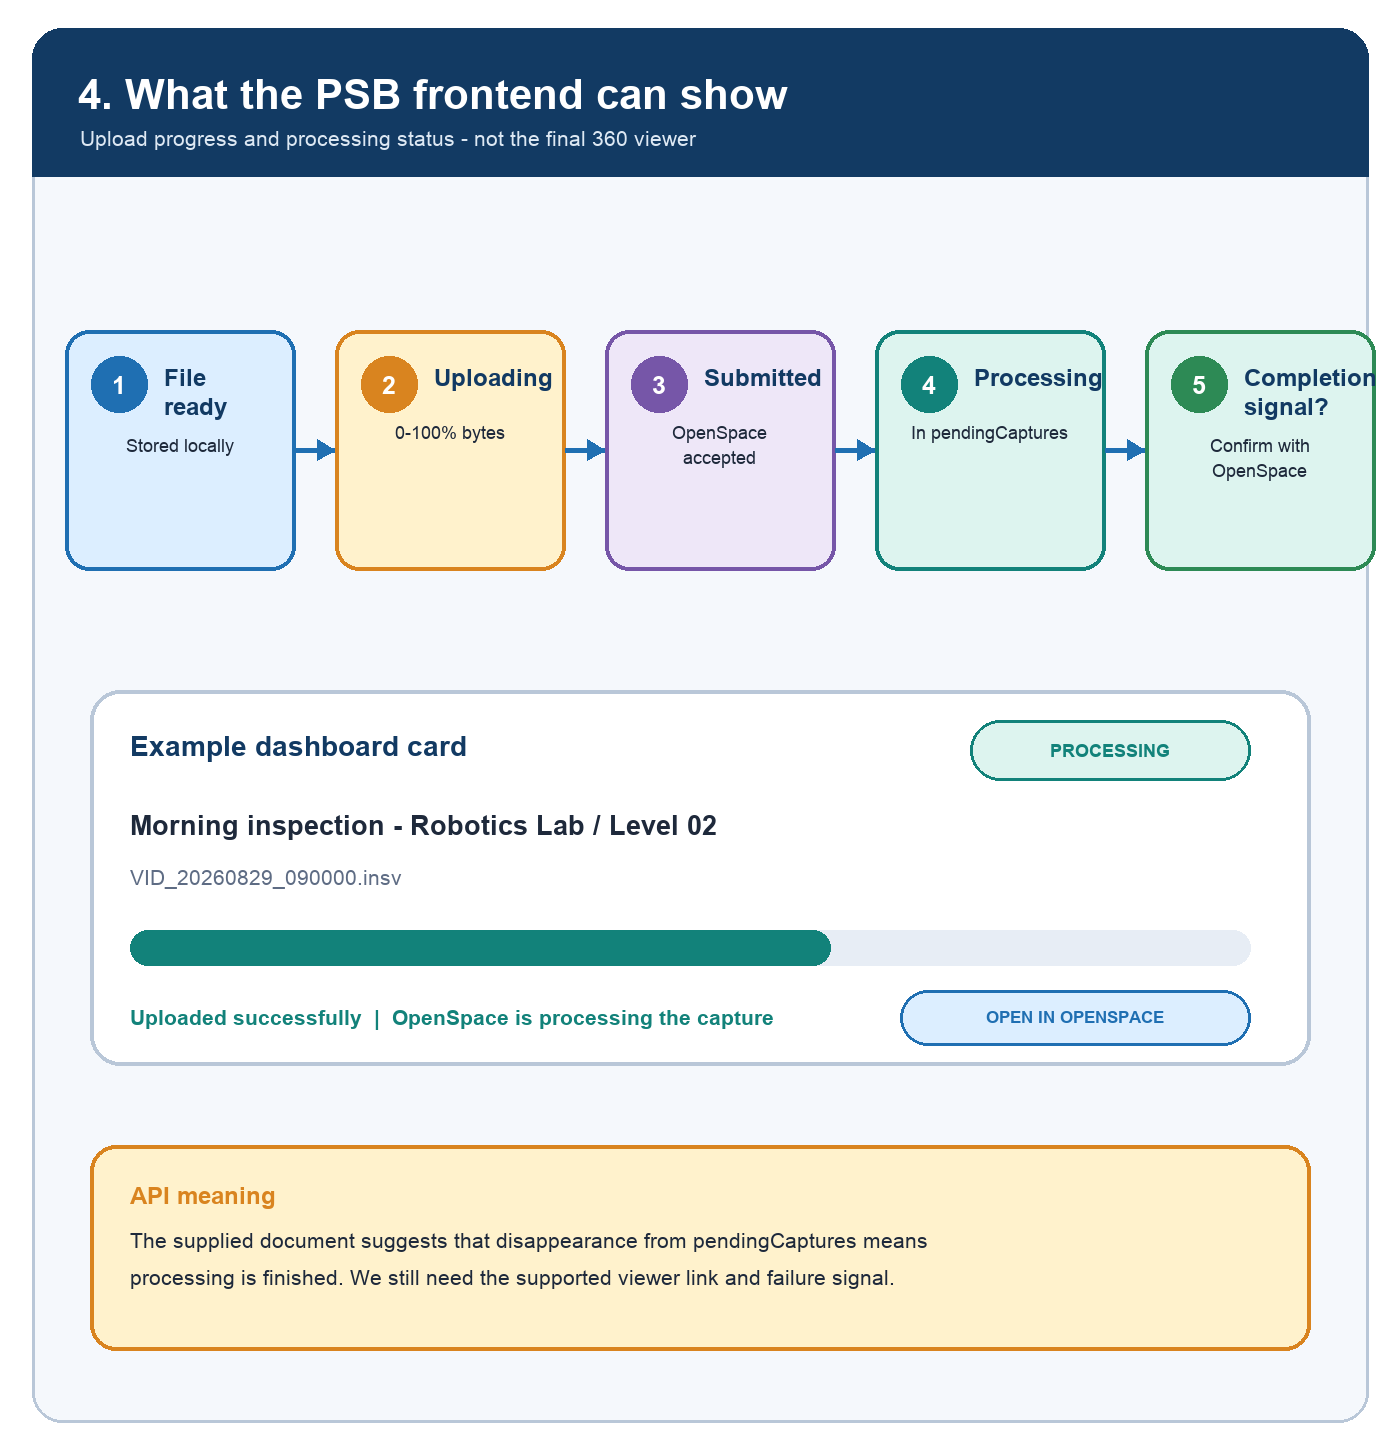 4. What the PSB frontend can show
Upload progress and processing status - not the final 360 viewer
1
File
ready
Stored locally
2
Uploading
0-100% bytes
3
Submitted
OpenSpace
accepted
4
Processing
In pendingCaptures
5
Completion
signal?
Confirm with
OpenSpace
Example dashboard card
PROCESSING
Morning inspection - Robotics Lab / Level 02
VID_20260829_090000.insv
Uploaded successfully | OpenSpace is processing the capture
OPEN IN OPENSPACE
API meaning
The supplied document suggests that disappearance from pendingCaptures means
processing is finished. We still need the supported viewer link and failure signal.